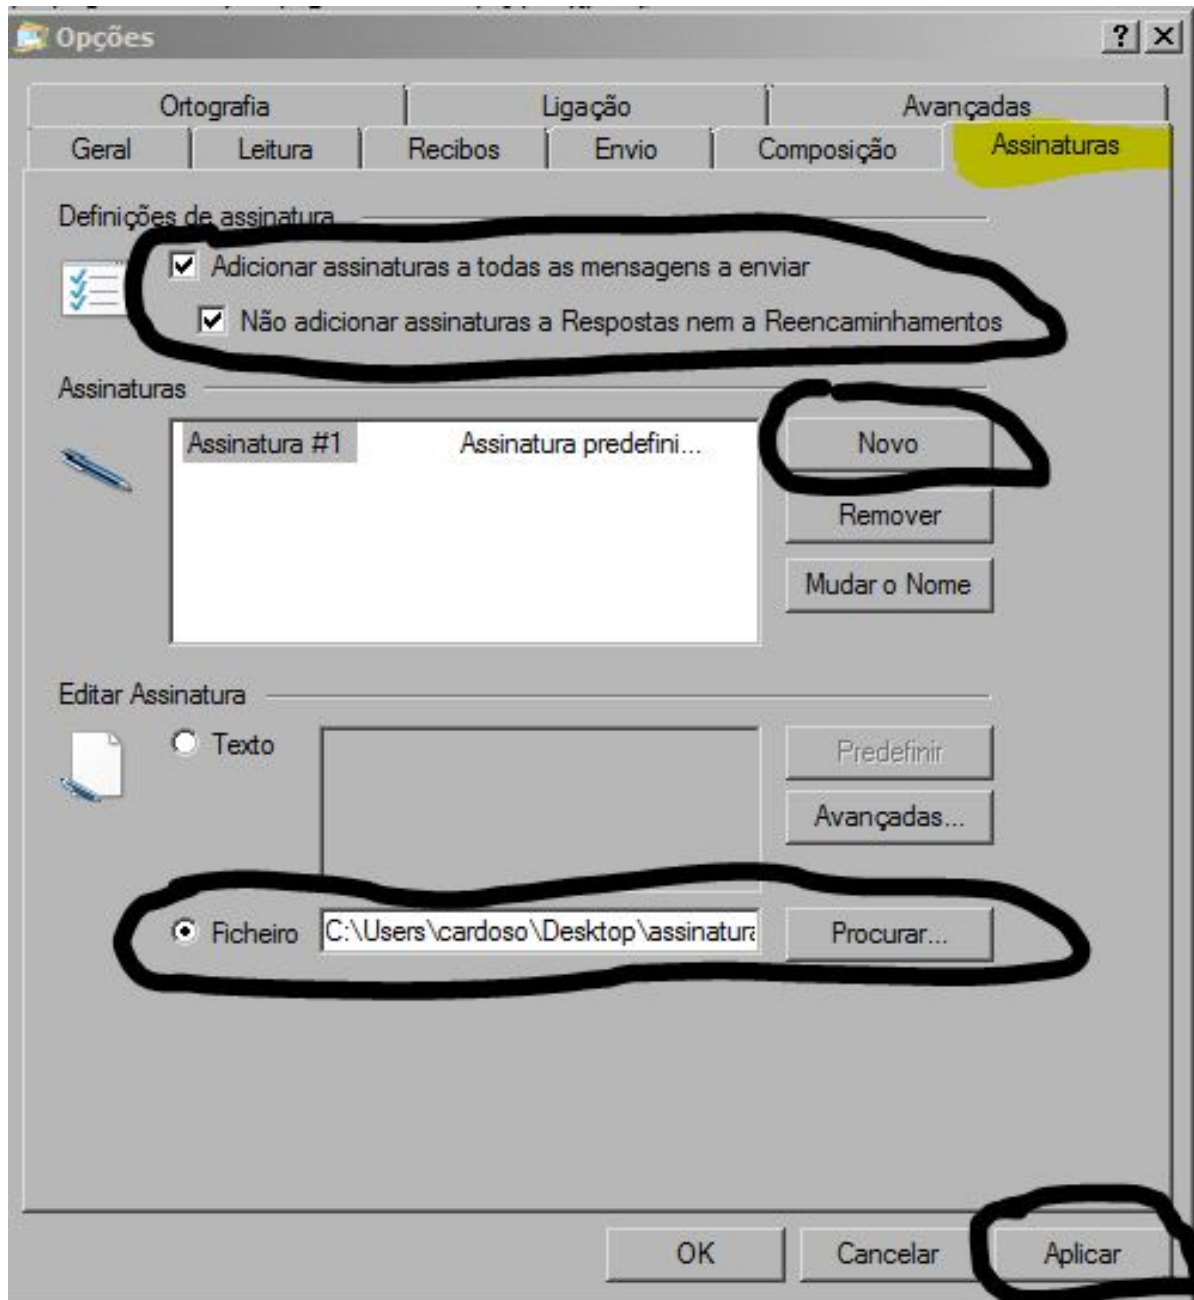 Opções
Ortografia Ligação Avançadas
Geral Leitura Recibos Envio Composição Assinaturas
Definições de assinatura
Adicionar assinaturas a todas as mensagens a enviar
Não adicionar assinaturas a Respostas nem a Reencaminhamentos
Assinaturas
Assinatura #1 Assinatura predefini... Novo
Remover
Mudar o Nome
Editar Assinatura
Texto Predefinir
Avançadas...
Ficheiro C:\Users\cardoso\Desktop\assinatura Procurar...
OK Cancelar Aplicar